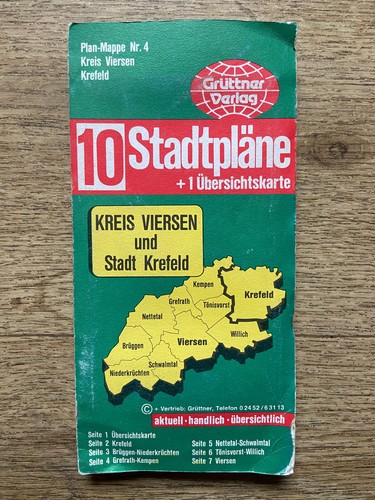 Plan-Mappe Nr. 4
Kreis Viersen
Krefeld
Grüttner
Verlag
10 Stadtpläne
+ 1 Übersichtskarte
KREIS VIERSEN
und
Stadt Krefeld
Kempen
Krefeld
Grefrath
Tönisvorst
Nettetal
Willich
Viersen
Brüggen
Schwalmtal
Niederkrüchten
© + Vertrieb: Grüttner, Telefon 0 24 52 / 6 31 13
aktuell · handlich · übersichtlich
Seite 1 Übersichtskarte
Seite 2 Krefeld
Seite 3 Brüggen-Niederkrüchten
Seite 4 Grefrath-Kempen
Seite 5 Nettetal-Schwalmtal
Seite 6 Tönisvorst-Willich
Seite 7 Viersen